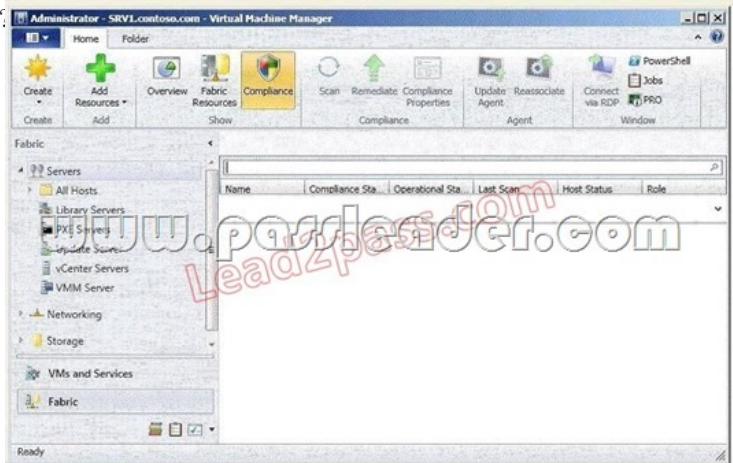 Administrator - SRV1.contoso.com - Virtual Machine Manager
Home Folder
Create
Add Resources
Overview
Fabric Resources
Compliance
Scan
Remediate
Compliance Properties
Update Agent
Reassociate
Connect via RDP
PowerShell
Jobs
PRO
Create Add Show Compliance Agent Window
Fabric
Servers
All Hosts
Library Servers
PXE Servers
Update Server
vCenter Servers
VMM Server
Networking
Storage
VMs and Services
Fabric
Name Compliance Sta... Operational Sta... Last Scan Host Status Role
www.passleader.com
Lead2pass.com
Ready